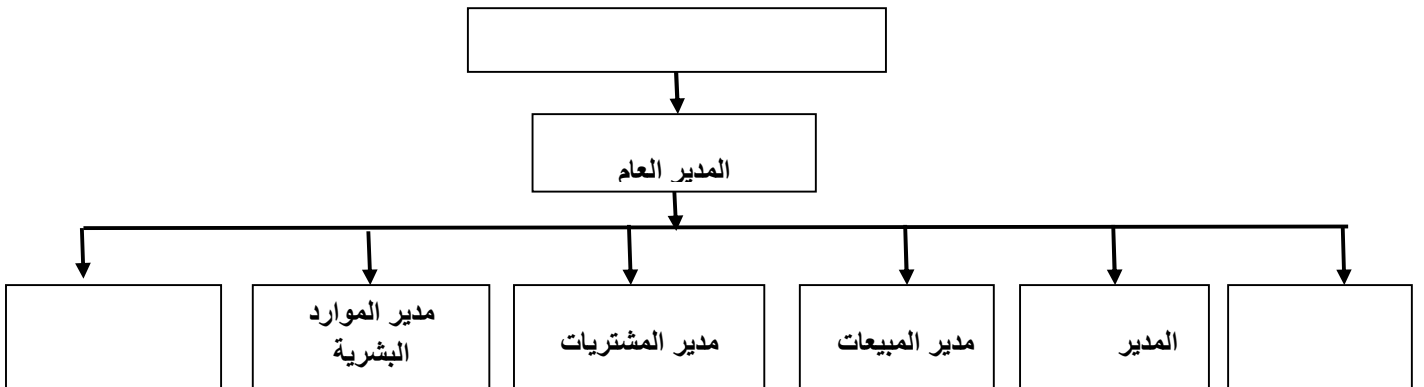 المدير العام
المدير
مدير المبيعات
مدير المشتريات
مدير الموارد
البشرية